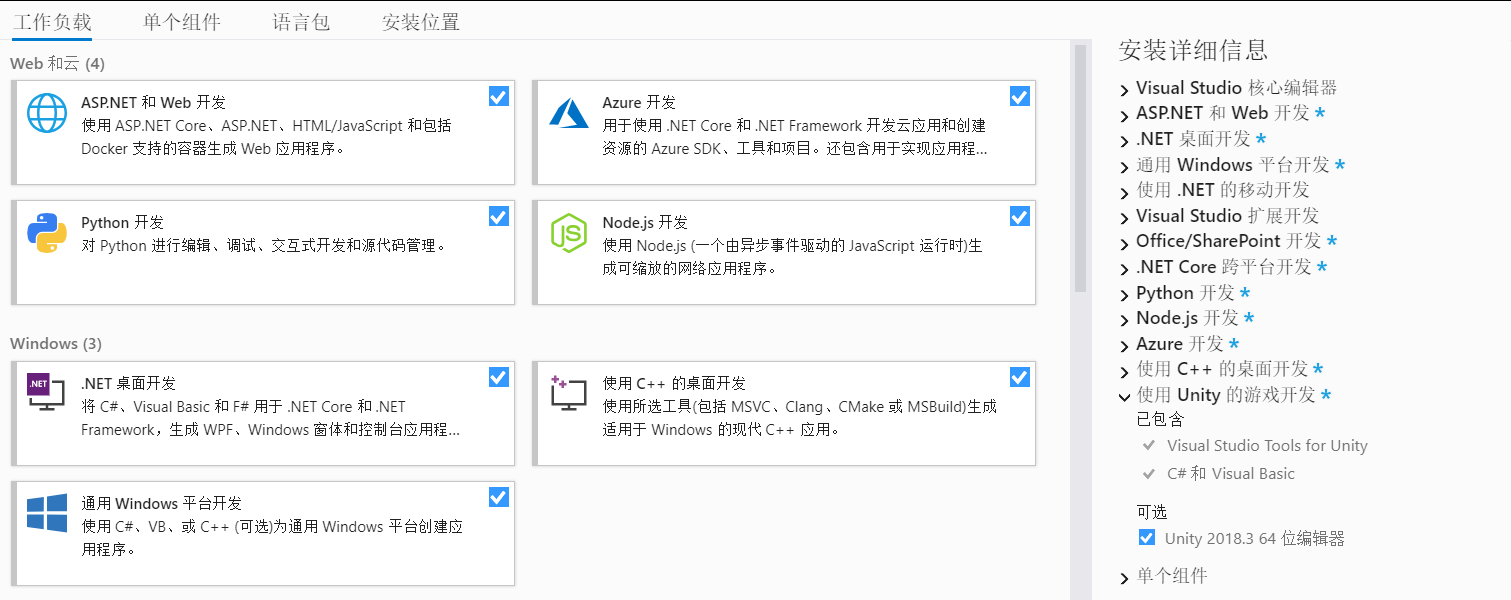 工作负载 单个组件 语言包 安装位置
Web 和云 (4)
ASP.NET 和 Web 开发
使用 ASP.NET Core、ASP.NET、HTML/JavaScript 和包括
Docker 支持的容器生成 Web 应用程序。
Azure 开发
用于使用 .NET Core 和 .NET Framework 开发云应用和创建
资源的 Azure SDK、工具和项目。还包含用于实现应用程...
Python 开发
对 Python 进行编辑、调试、交互式开发和源代码管理。
Node.js 开发
使用 Node.js (一个由异步事件驱动的 JavaScript 运行时)生
成可缩放的网络应用程序。
Windows (3)
.NET
.NET 桌面开发
将 C#、Visual Basic 和 F# 用于 .NET Core 和 .NET
Framework，生成 WPF、Windows 窗体和控制台应用程...
使用 C++ 的桌面开发
使用所选工具(包括 MSVC、Clang、CMake 或 MSBuild)生成
适用于 Windows 的现代 C++ 应用。
通用 Windows 平台开发
使用 C#、VB、或 C++ (可选)为通用 Windows 平台创建应
用程序。
安装详细信息
Visual Studio 核心编辑器
ASP.NET 和 Web 开发 *
.NET 桌面开发 *
通用 Windows 平台开发 *
使用 .NET 的移动开发
Visual Studio 扩展开发
Office/SharePoint 开发 *
.NET Core 跨平台开发 *
Python 开发 *
Node.js 开发 *
Azure 开发 *
使用 C++ 的桌面开发 *
使用 Unity 的游戏开发 *
已包含
Visual Studio Tools for Unity
C# 和 Visual Basic
可选
Unity 2018.3 64 位编辑器
单个组件